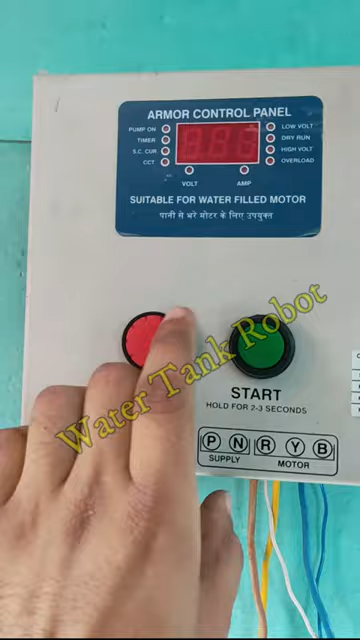 ARMOR CONTROL PANEL
PUMP ON
TIMER
S.C. CUR
CCT
LOW VOLT
DRY RUN
HIGH VOLT
OVERLOAD
VOLT AMP
SUITABLE FOR WATER FILLED MOTOR
पानी से भरे मोटर के लिए उपयुक्त
Water Tank Robot
START
HOLD FOR 2-3 SECONDS
P N R Y B
SUPPLY MOTOR